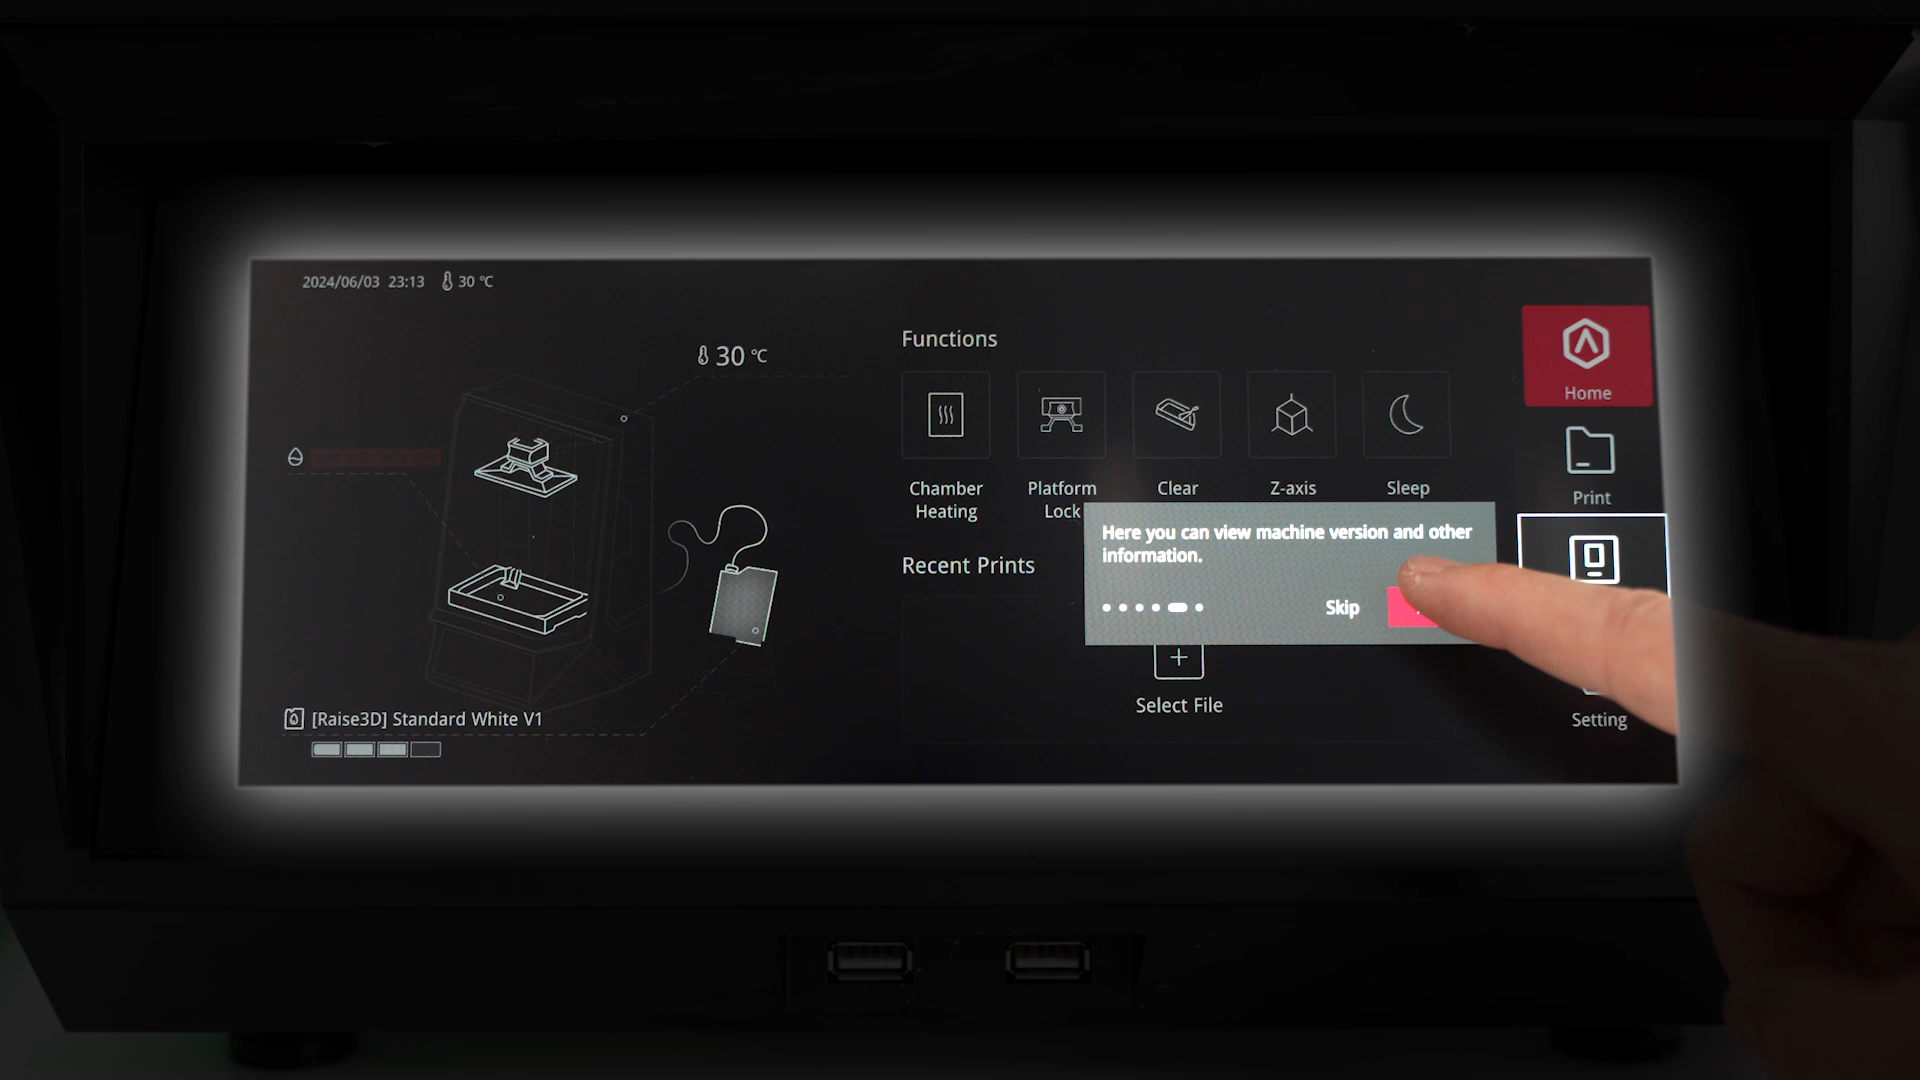 2024/06/03 23:13 30 ℃
30 ℃
[Raise3D] Standard White V1
Functions
Chamber
Heating
Platform
Lock
Clear
Z-axis
Sleep
Recent Prints
Select File
Here you can view machine version and other
information.
Skip
Home
Print
Setting